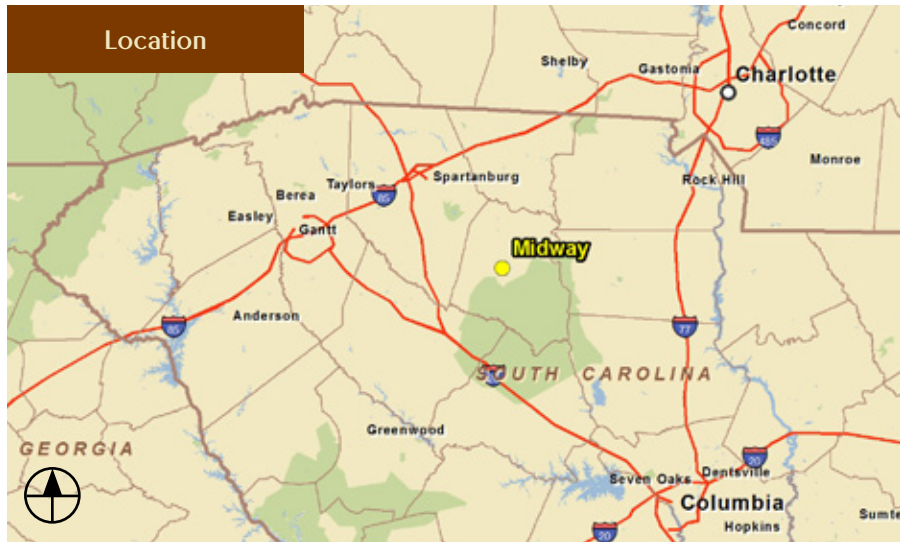 Location
Concord
Shelby
Gastonia
Charlotte
485
Monroe
Rock Hill
Spartanburg
Taylors
Berea
85
Easley
Gantt
Midway
Anderson
85
77
SOUTH CAROLINA
Greenwood
GEORGIA
20
Dentsville
Seven Oaks
Columbia
Sumte
Hopkins
20